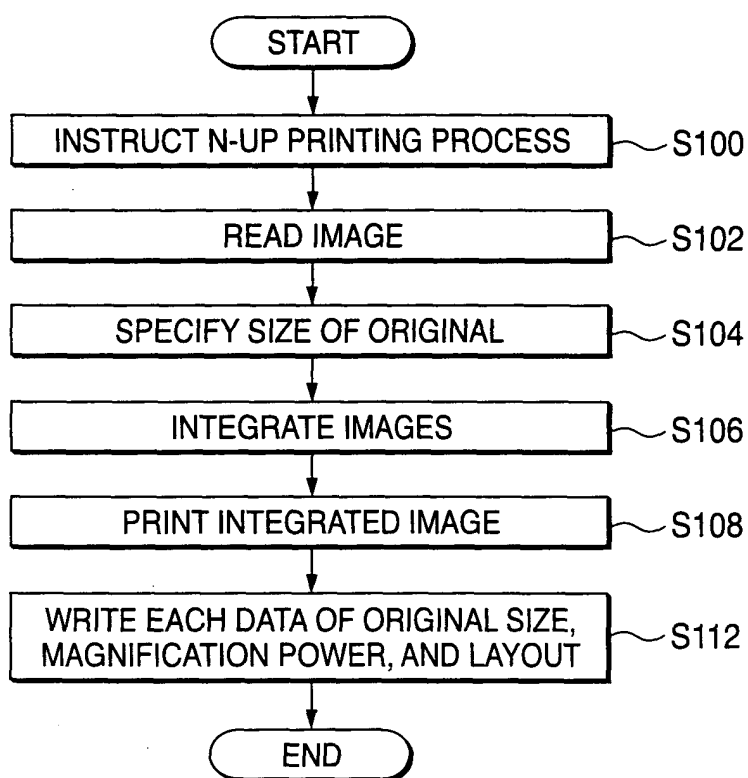 START
INSTRUCT N-UP PRINTING PROCESS
S100
READ IMAGE
S102
SPECIFY SIZE OF ORIGINAL
S104
INTEGRATE IMAGES
S106
PRINT INTEGRATED IMAGE
S108
WRITE EACH DATA OF ORIGINAL SIZE,
MAGNIFICATION POWER, AND LAYOUT
S112
END